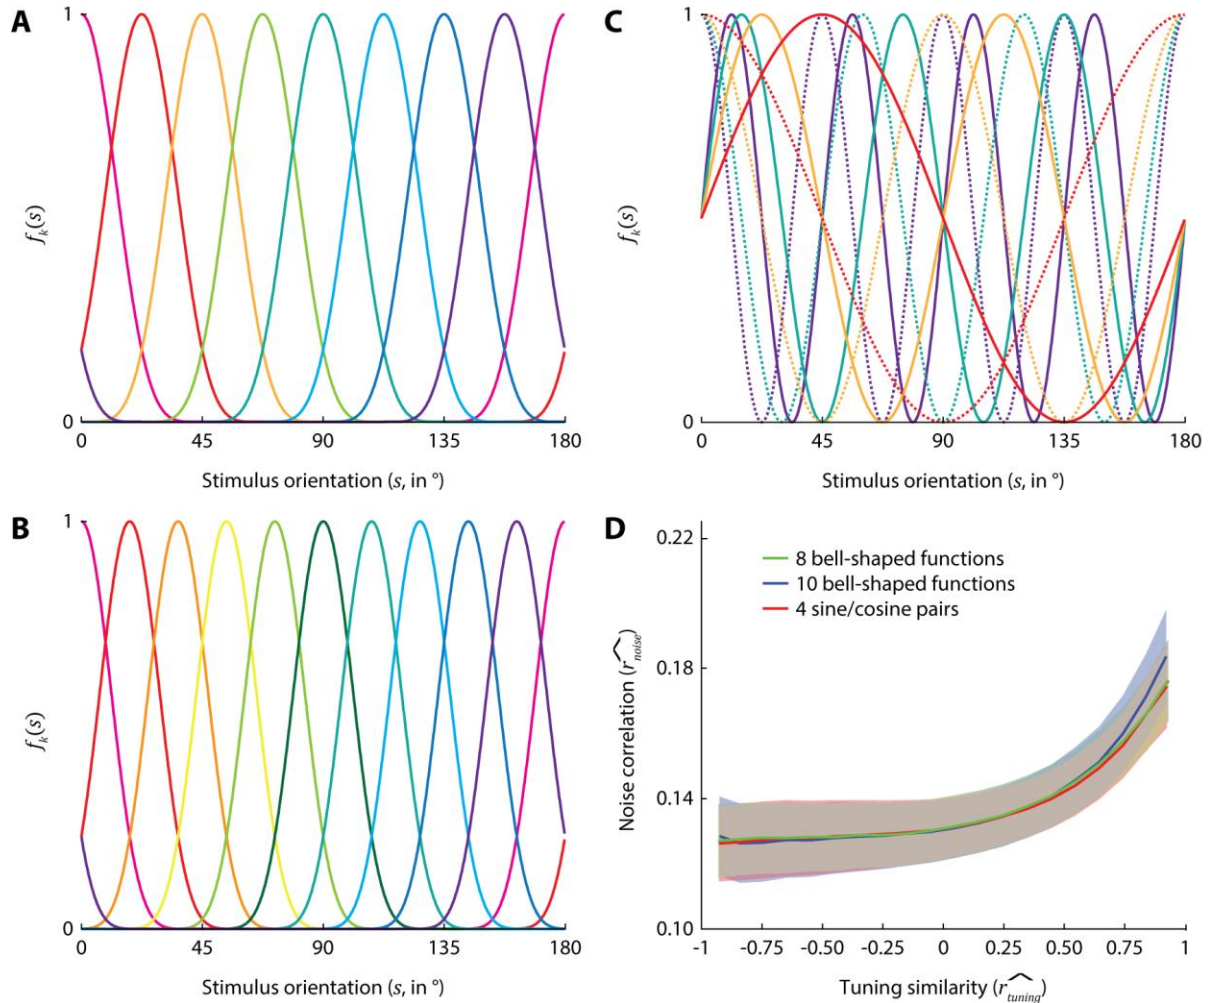 A
1
f_k(s)
0
0 45 90 135 180
Stimulus orientation (s, in °)
B
1
f_k(s)
0
0 45 90 135 180
Stimulus orientation (s, in °)
C
1
f_k(s)
0
0 45 90 135 180
Stimulus orientation (s, in °)
D
0.22
0.18
0.14
0.10
Noise correlation (r̂_noise)
8 bell-shaped functions
10 bell-shaped functions
4 sine/cosine pairs
-1 -0.75 -0.50 -0.25 0 0.25 0.50 0.75 1
Tuning similarity (r̂_tuning)